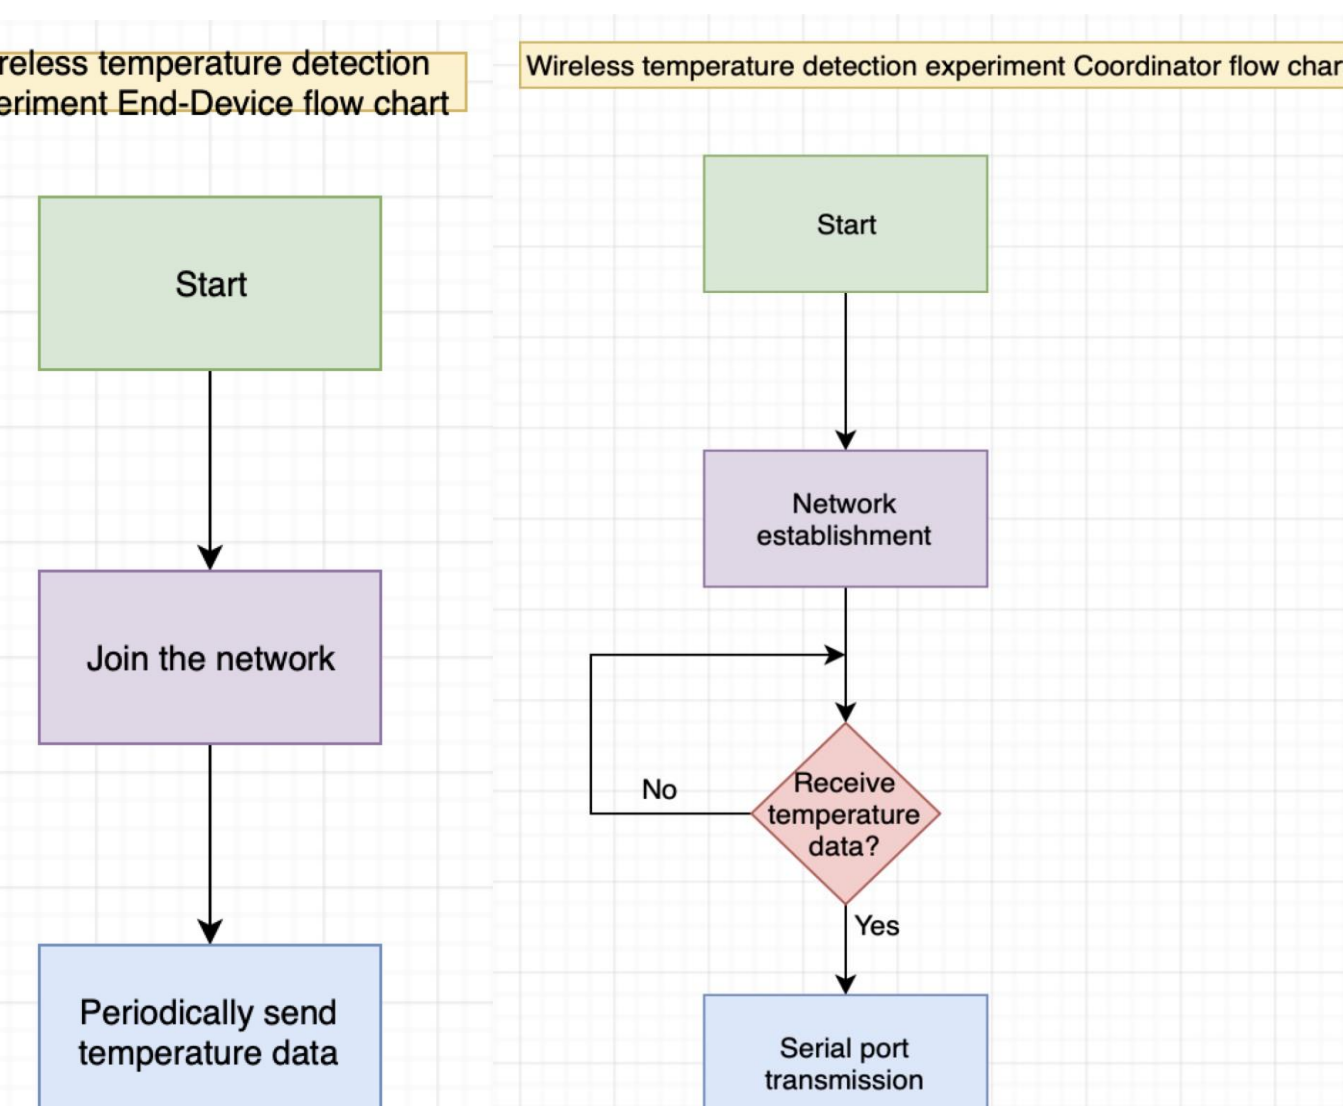 reless temperature detection
eriment End-Device flow chart
Start
Join the network
Periodically send
temperature data
Wireless temperature detection experiment Coordinator flow char
Start
Network
establishment
No
Receive
temperature
data?
Yes
Serial port
transmission